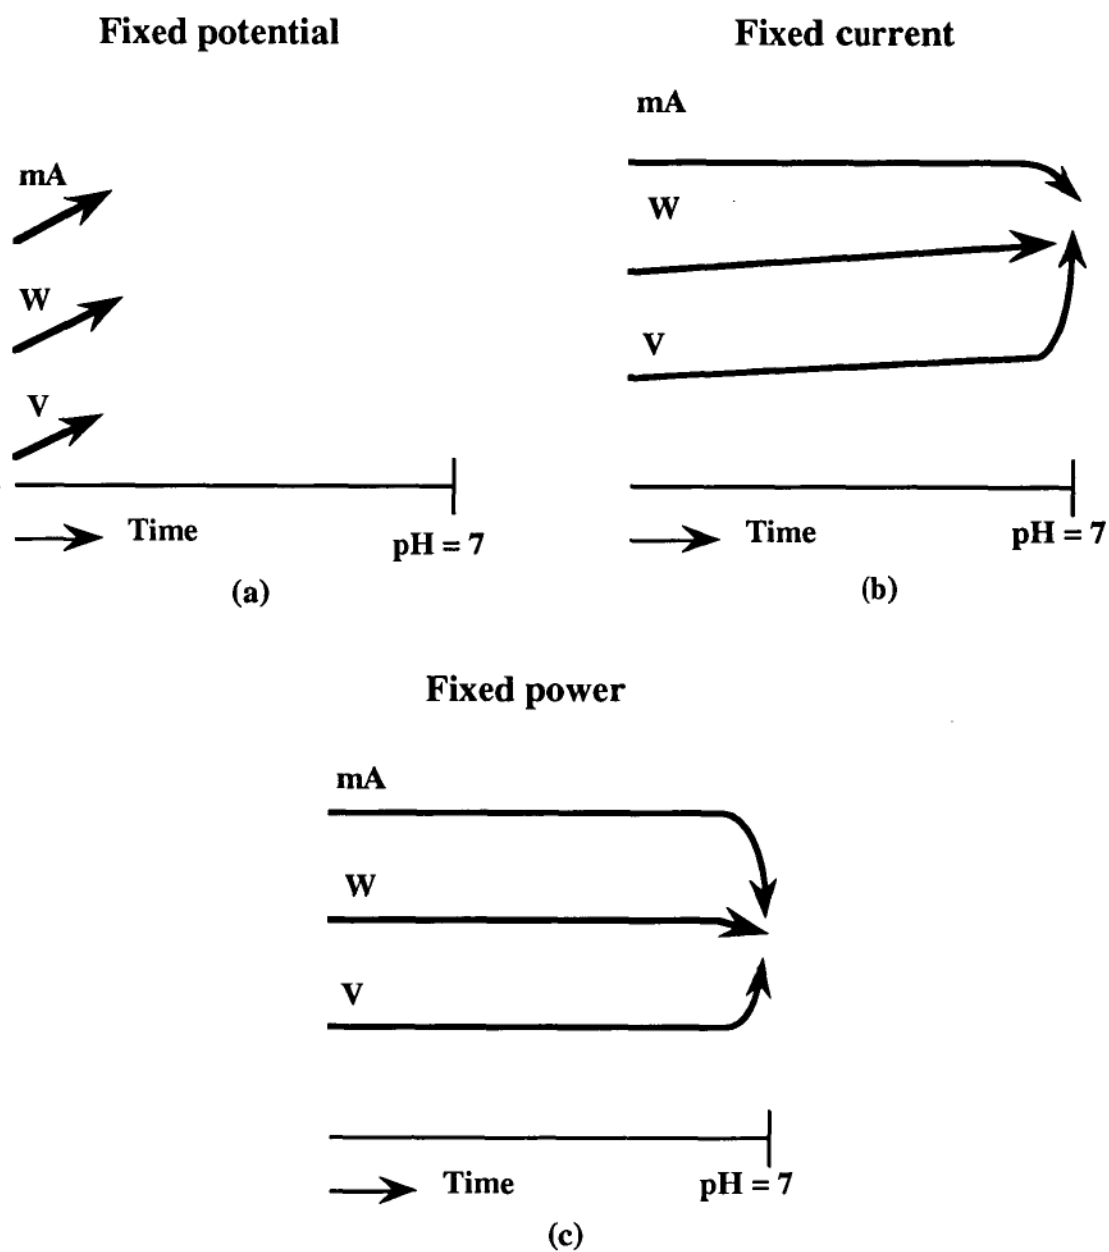 Fixed potential
mA
W
V
Time
pH = 7
(a)
Fixed current
mA
W
V
Time
pH = 7
(b)
Fixed power
mA
W
V
Time
pH = 7
(c)